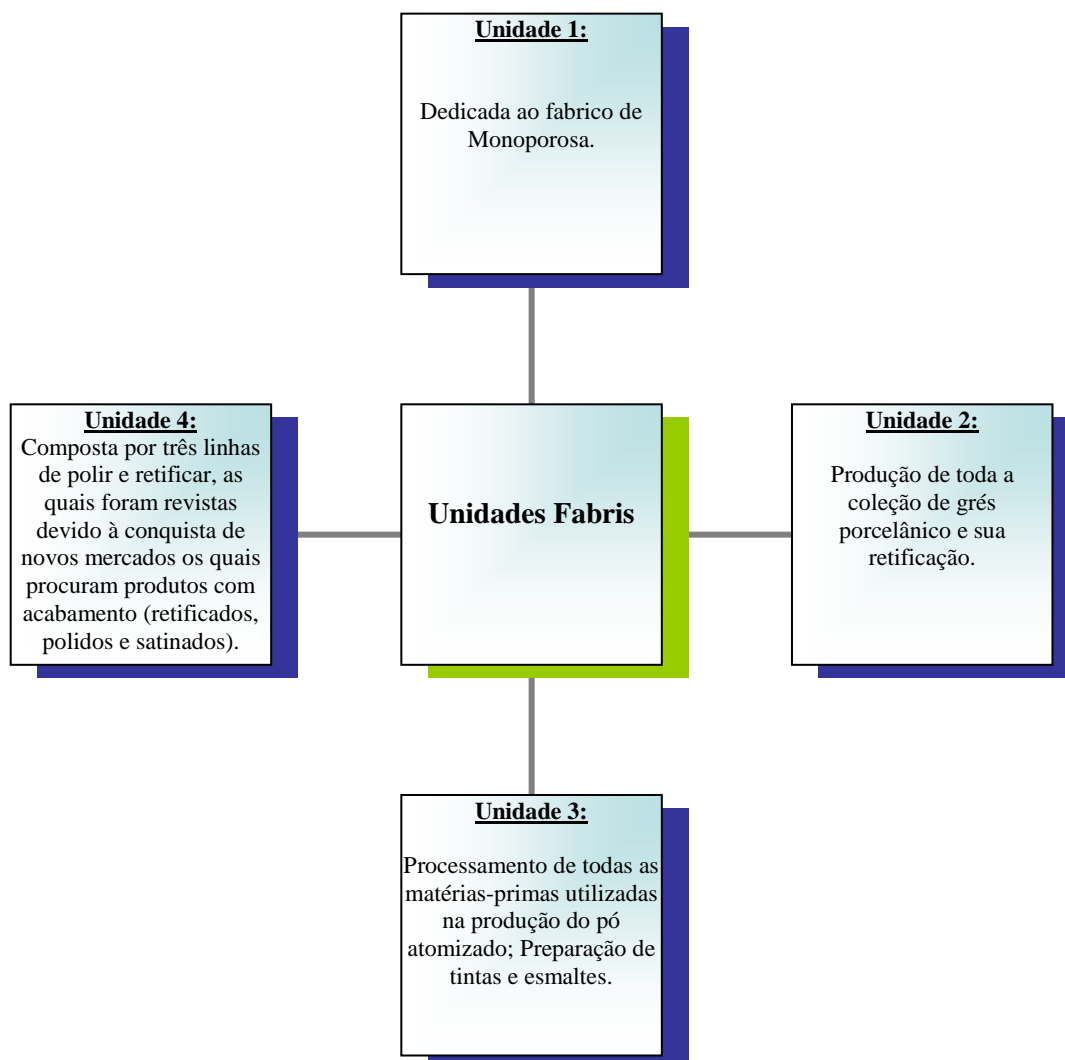 Unidade 1:
Dedicada ao fabrico de
Monoporosa.
Unidade 4:
Composta por três linhas
de polir e retificar, as
quais foram revistas
devido à conquista de
novos mercados os quais
procuram produtos com
acabamento (retificados,
polidos e satinados).
Unidades Fabris
Unidade 2:
Produção de toda a
coleção de grés
porcelânico e sua
retificação.
Unidade 3:
Processamento de todas as
matérias-primas utilizadas
na produção do pó
atomizado; Preparação de
tintas e esmaltes.